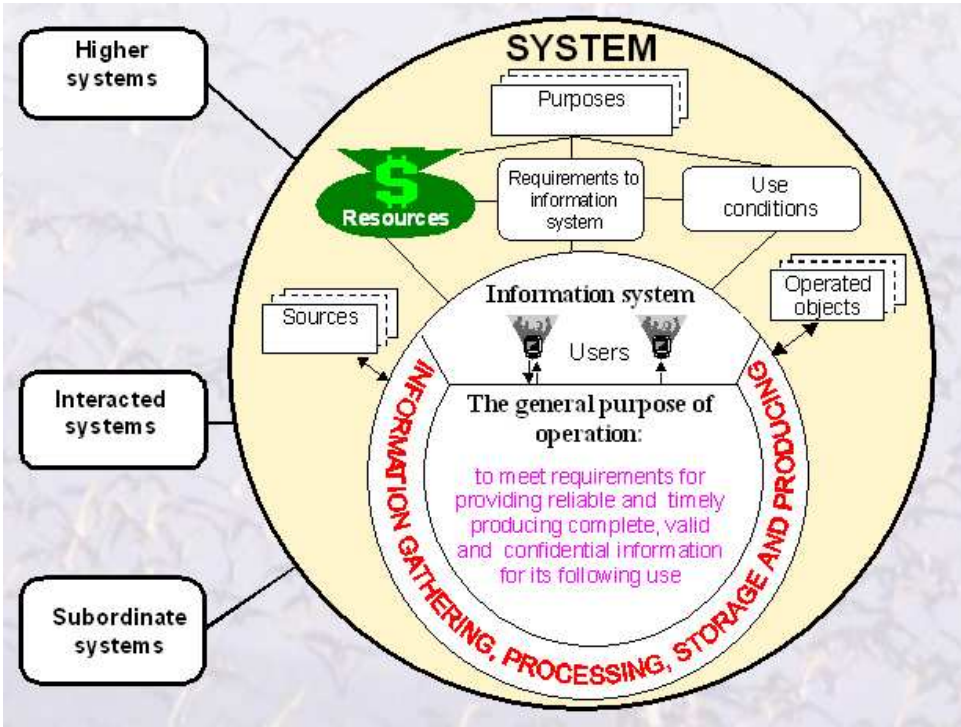 Higher
systems
SYSTEM
Purposes
$
Resources
Requirements to
information
system
Use
conditions
Sources
Information system
Operated
objects
Users
Interacted
systems
The general purpose of
operation:
to meet requirements for
providing reliable and timely
producing complete, valid
and confidential information
for its following use
INFORMATION GATHERING, PROCESSING, STORAGE AND PRODUCING
Subordinate
systems